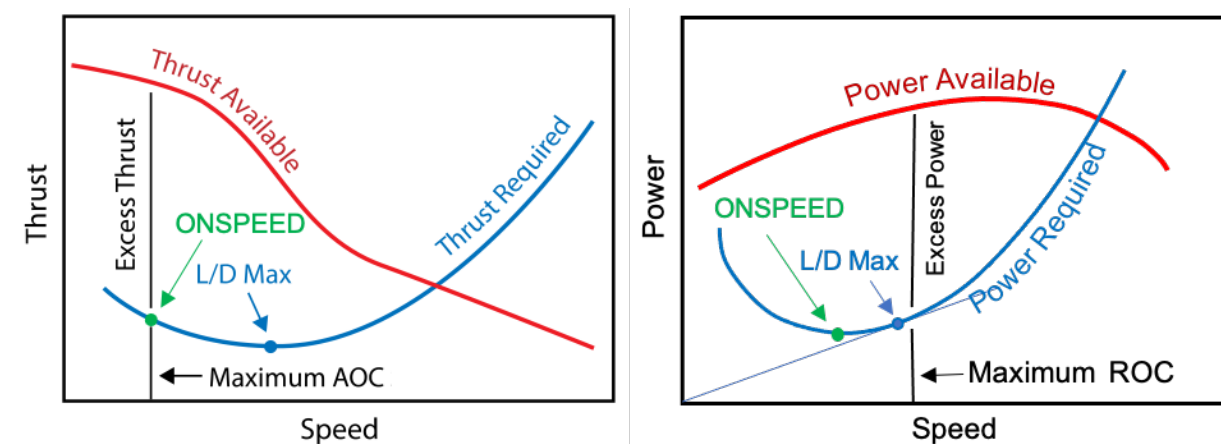 Thrust Available
Excess Thrust
Thrust
ONSPEED
Thrust Required
L/D Max
Maximum AOC
Speed
Power Available
Excess Power
Power
ONSPEED
L/D Max
Power Required
Maximum ROC
Speed